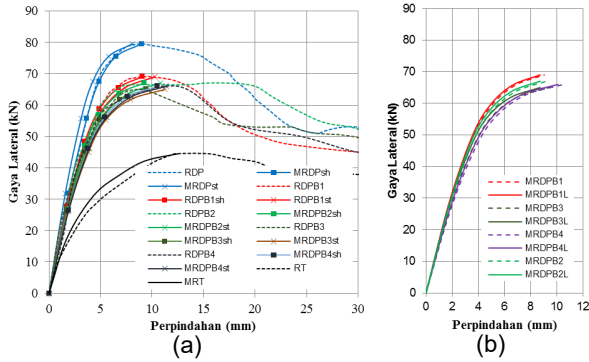 90
80
70
60
50
40
30
20
10
0
Gaya Lateral (kN)
RDP MRDPsh
MRDPst RDPB1
RDPB1sh RDPB1st
RDPB2 MRDPB2sh
MRDPB2st RDPB3
MRDPB3sh MRDPB3st
RDPB4 MRDPB4sh
MRDPB4st RT
MRT
0 5 10 15 20 25 30
Perpindahan (mm)
(a)
90
80
70
60
50
40
30
20
10
0
Gaya Lateral (kN)
MRDPB1
MRDPB1L
MRDPB3
MRDPB3L
MRDPB4
MRDPB4L
MRDPB2
MRDPB2L
0 2 4 6 8 10 12
Perpindahan (mm)
(b)